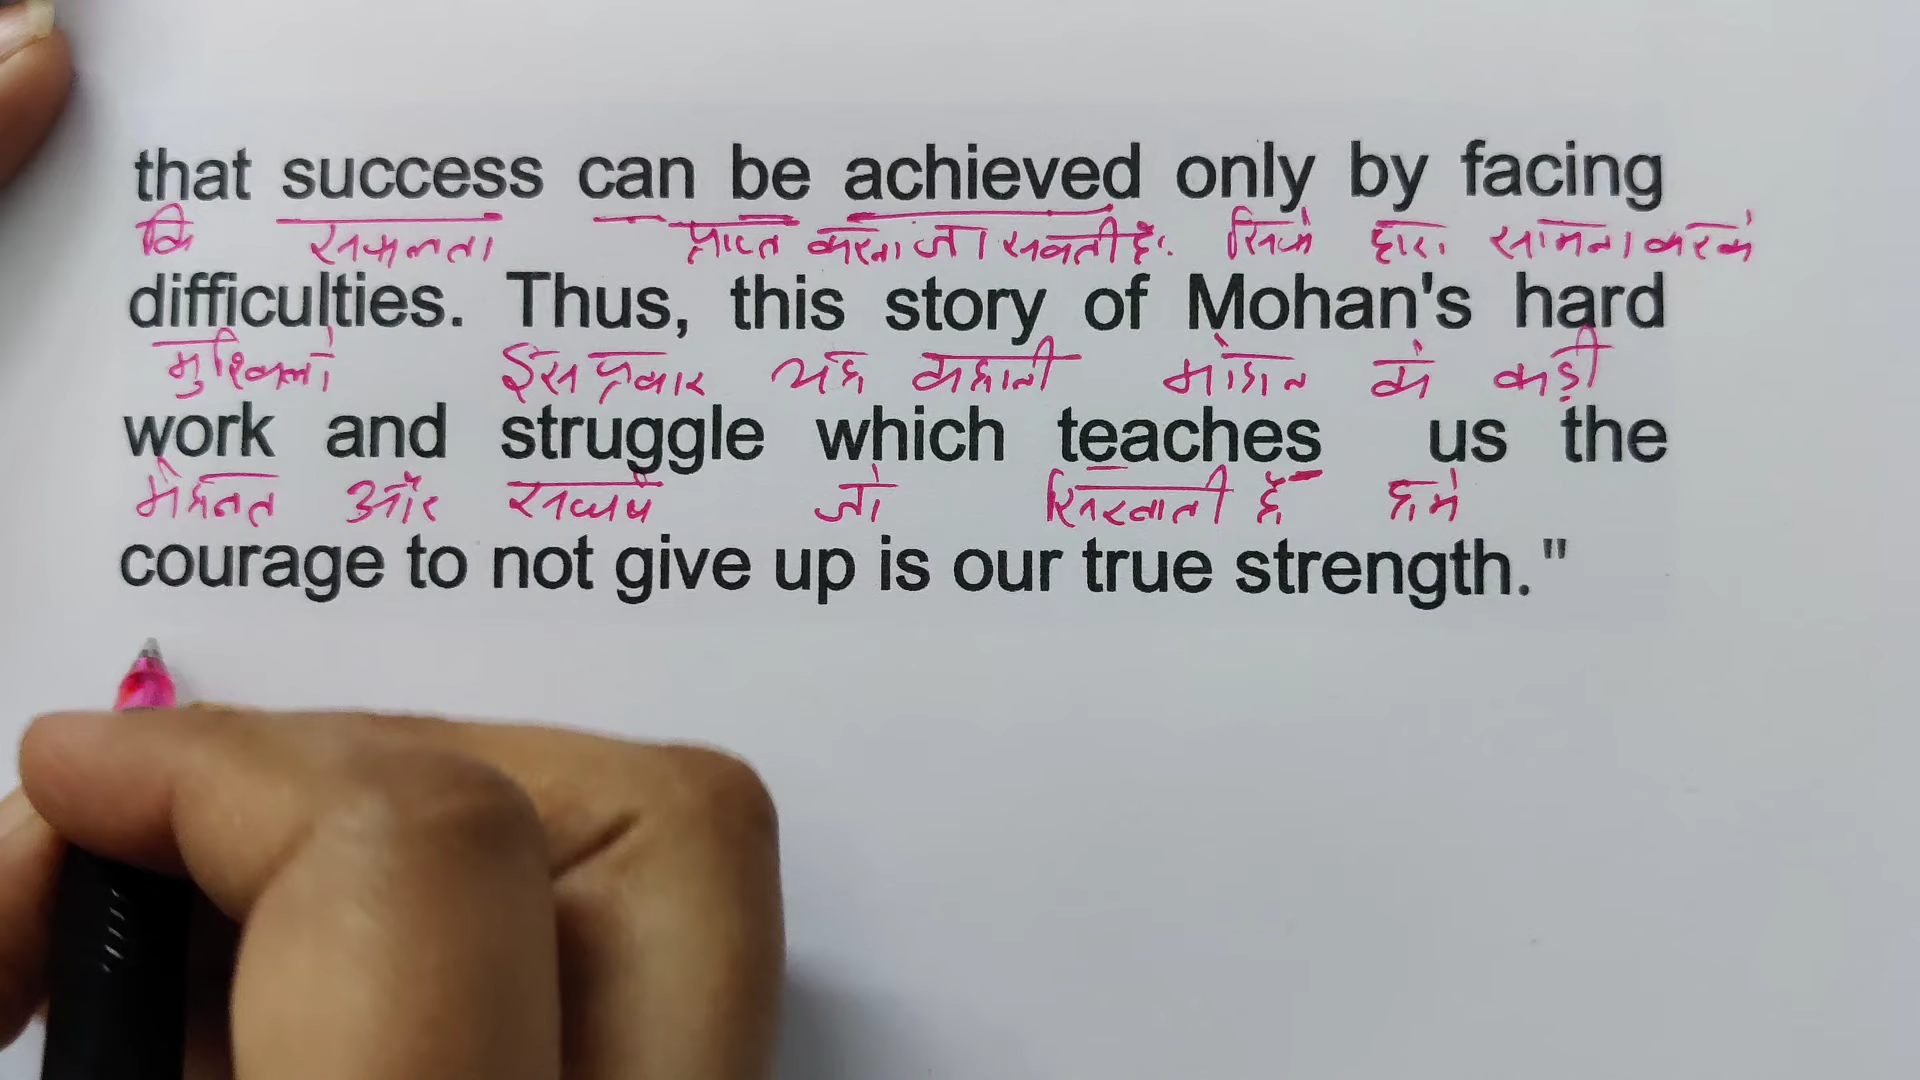 that success can be achieved only by facing
कि सफलता प्राप्त करना जा सकती है। सिर्फ द्वारा सामना करके
difficulties. Thus, this story of Mohan's hard
मुश्किलों इस प्रकार यह कहानी मोहन के कड़ी
work and struggle which teaches us the
मेहनत और संघर्ष जो सिखाती है हमें
courage to not give up is our true strength."